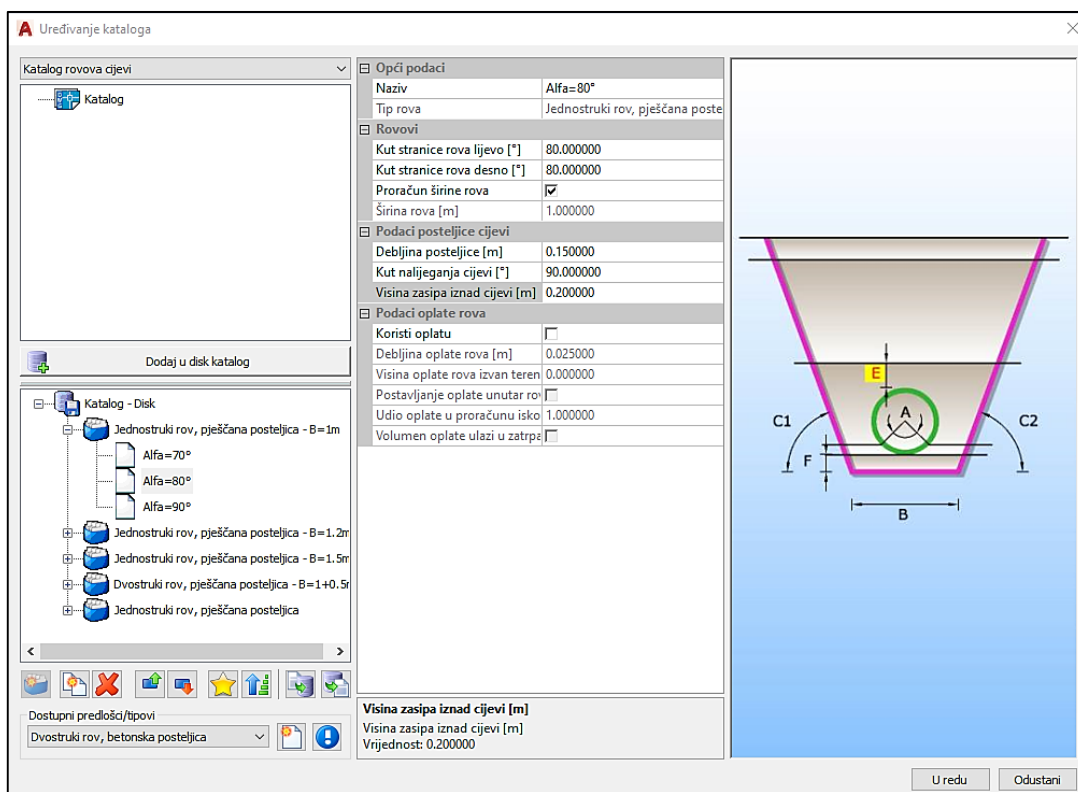 Uređivanje kataloga
Katalog rovova cijevi
Katalog
Dodaj u disk katalog
Katalog - Disk
Jednostruki rov, pješčana posteljica - B=1m
Alfa=70°
Alfa=80°
Alfa=90°
Jednostruki rov, pješčana posteljica - B=1.2m
Jednostruki rov, pješčana posteljica - B=1.5m
Dvostruki rov, pješčana posteljica - B=1+0.5m
Jednostruki rov, pješčana posteljica
Dostupni predlošci/tipovi
Dvostruki rov, betonska posteljica
Opći podaci
Naziv Alfa=80°
Tip rova Jednostruki rov, pješčana poste
Rovovi
Kut stranice rova lijevo [°] 80.000000
Kut stranice rova desno [°] 80.000000
Proračun širine rova
Širina rova [m] 1.000000
Podaci posteljice cijevi
Debljina posteljice [m] 0.150000
Kut nalijeganja cijevi [°] 90.000000
Visina zasipa iznad cijevi [m] 0.200000
Podaci oplate rova
Koristi oplatu
Debljina oplate rova [m] 0.025000
Visina oplate rova izvan teren 0.000000
Postavljanje oplate unutar rov
Udio oplate u proračunu isko 1.000000
Volumen oplate ulazi u zatrpa
Visina zasipa iznad cijevi [m]
Visina zasipa iznad cijevi [m]
Vrijednost: 0.200000
E
A
C1
C2
F
B
U redu
Odustani